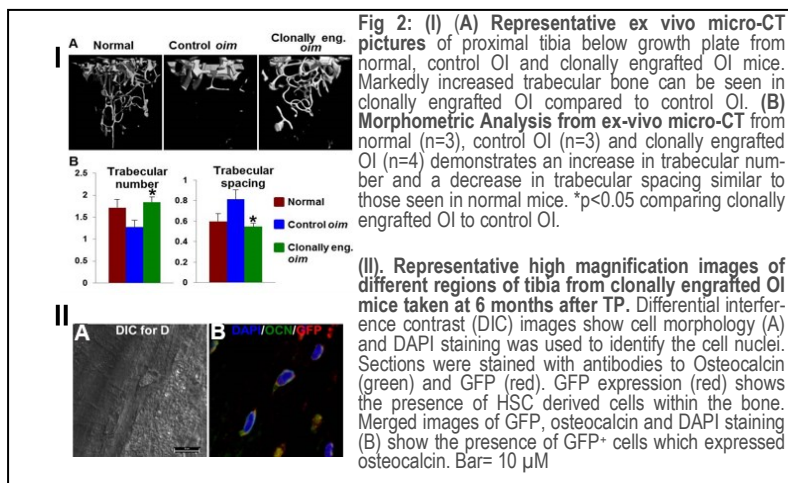 I
A
Normal
Control oim
Clonally eng.
oim
B
Trabecular
number
2
1.5
1
0.5
0
*
Trabecular
spacing
1
0.8
0.6
0.4
0.2
0
*
Normal
Control oim
Clonally eng.
oim
II
A DIC for D
B DAPI/OCN/GFP
Fig 2: (I) (A) Representative ex vivo micro-CT
pictures of proximal tibia below growth plate from
normal, control OI and clonally engrafted OI mice.
Markedly increased trabecular bone can be seen in
clonally engrafted OI compared to control OI. (B)
Morphometric Analysis from ex-vivo micro-CT from
normal (n=3), control OI (n=3) and clonally engrafted
OI (n=4) demonstrates an increase in trabecular num-
ber and a decrease in trabecular spacing similar to
those seen in normal mice. *p<0.05 comparing clonally
engrafted OI to control OI.
(II). Representative high magnification images of
different regions of tibia from clonally engrafted OI
mice taken at 6 months after TP. Differential interfer-
ence contrast (DIC) images show cell morphology (A)
and DAPI staining was used to identify the cell nuclei.
Sections were stained with antibodies to Osteocalcin
(green) and GFP (red). GFP expression (red) shows
the presence of HSC derived cells within the bone.
Merged images of GFP, osteocalcin and DAPI staining
(B) show the presence of GFP⁺ cells which expressed
osteocalcin. Bar= 10 µM